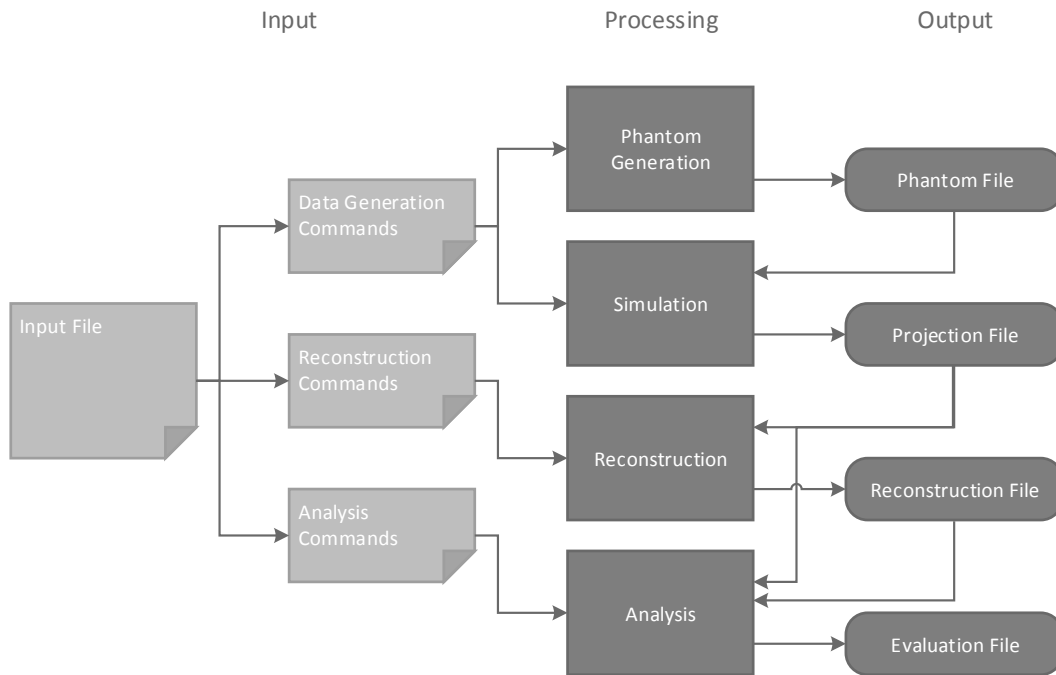 Input
Processing
Output
Phantom
Generation
Phantom File
Data Generation
Commands
Simulation
Input File
Projection File
Reconstruction
Commands
Reconstruction
Reconstruction File
Analysis
Commands
Analysis
Evaluation File